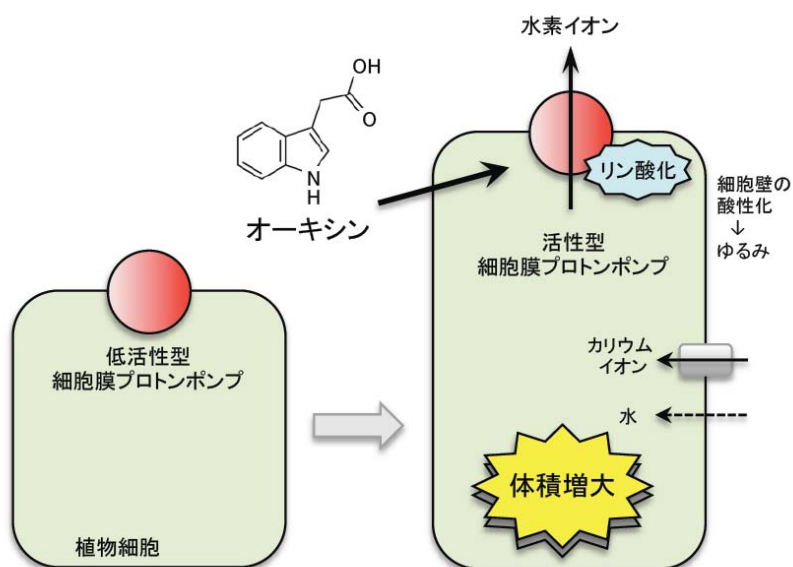 水素イオン
OH
O
N
H
オーキシン
リン酸化
細胞壁の
酸性化
↓
ゆるみ
活性型
細胞膜プロトンポンプ
低活性型
細胞膜プロトンポンプ
カリウム
イオン
水
体積増大
植物細胞